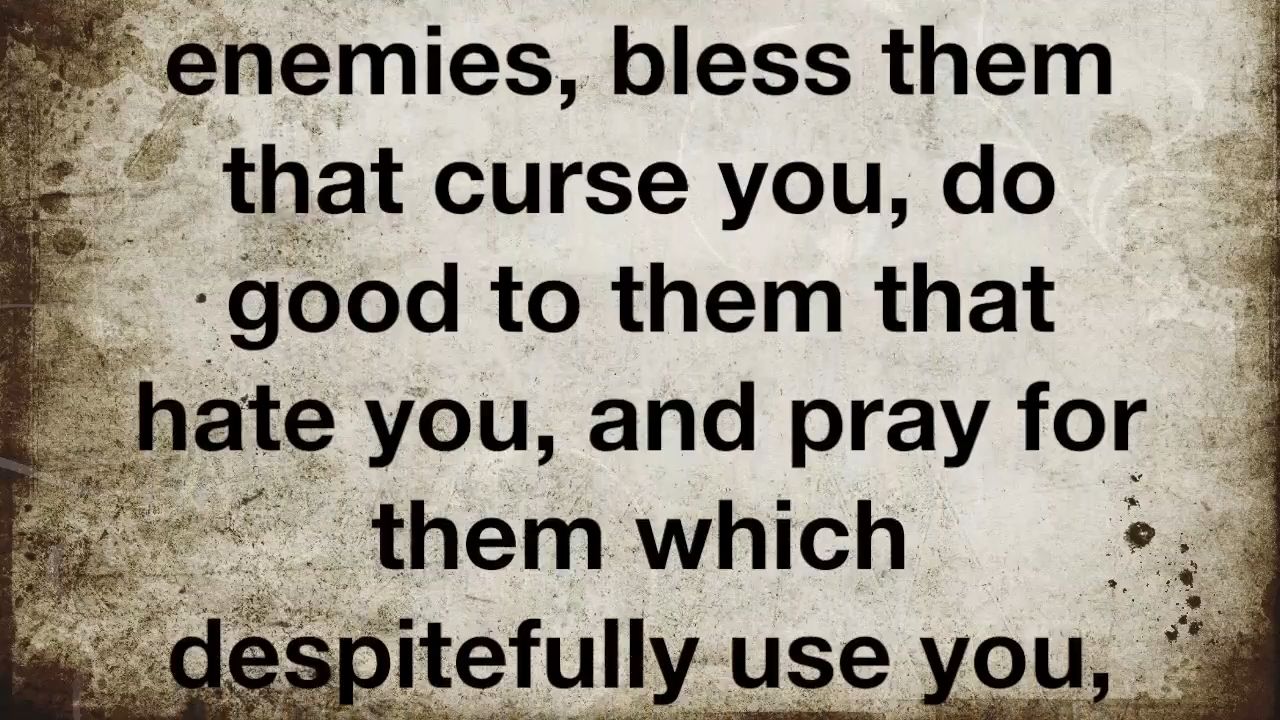 enemies, bless them
that curse you, do
good to them that
hate you, and pray for
them which
despitefully use you,